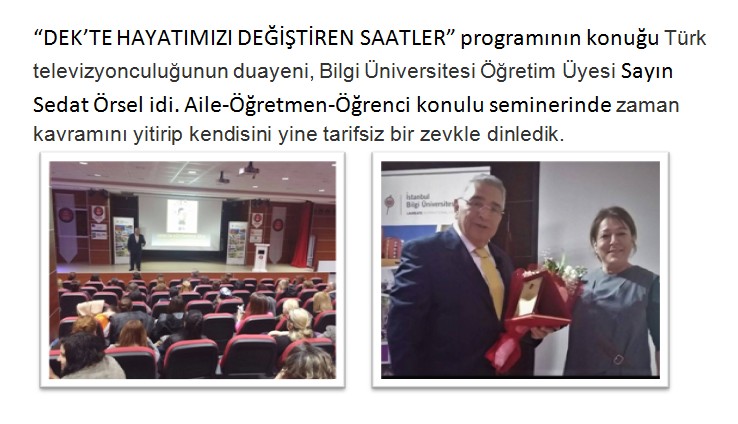 “DEK’TE HAYATIMIZI DEĞİŞTİREN SAATLER” programının konuğu Türk
televizyonculuğunun duayeni, Bilgi Üniversitesi Öğretim Üyesi Sayın
Sedat Örsel idi. Aile-Öğretmen-Öğrenci konulu seminerinde zaman
kavramını yitirip kendisini yine tarifsiz bir zevkle dinledik.
İstanbul
Bilgi Üniversitesi